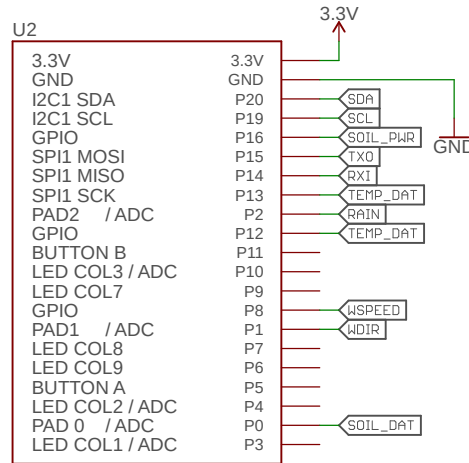 3.3V
U2
3.3V 3.3V
GND GND
I2C1 SDA P20 SDA
I2C1 SCL P19 SCL
GPIO P16 SOIL_PWR
GND
SPI1 MOSI P15 TXO
SPI1 MISO P14 RXI
SPI1 SCK P13 TEMP_DAT
PAD2 / ADC P2 RAIN
GPIO P12 TEMP_DAT
BUTTON B P11
LED COL3 / ADC P10
LED COL7 P9
GPIO P8 WSPEED
PAD1 / ADC P1 WDIR
LED COL8 P7
LED COL9 P6
BUTTON A P5
LED COL2 / ADC P4
PAD 0 / ADC P0 SOIL_DAT
LED COL1 / ADC P3